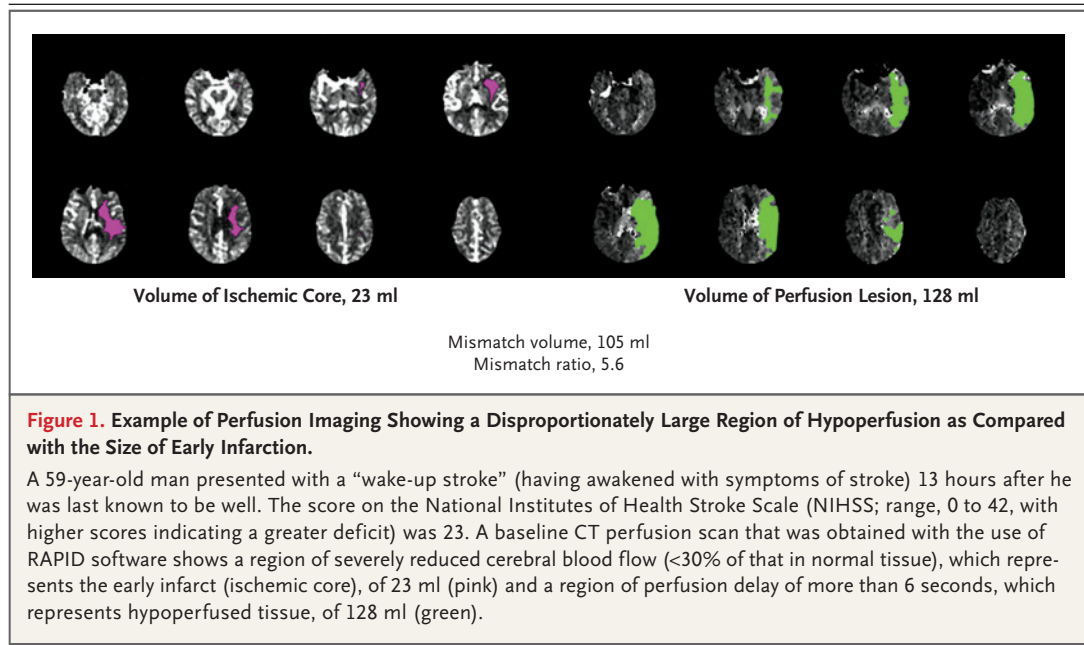 Volume of Ischemic Core, 23 ml
Volume of Perfusion Lesion, 128 ml
Mismatch volume, 105 ml
Mismatch ratio, 5.6
Figure 1. Example of Perfusion Imaging Showing a Disproportionately Large Region of Hypoperfusion as Compared
with the Size of Early Infarction.
A 59-year-old man presented with a “wake-up stroke” (having awakened with symptoms of stroke) 13 hours after he
was last known to be well. The score on the National Institutes of Health Stroke Scale (NIHSS; range, 0 to 42, with
higher scores indicating a greater deficit) was 23. A baseline CT perfusion scan that was obtained with the use of
RAPID software shows a region of severely reduced cerebral blood flow (<30% of that in normal tissue), which repre-
sents the early infarct (ischemic core), of 23 ml (pink) and a region of perfusion delay of more than 6 seconds, which
represents hypoperfused tissue, of 128 ml (green).